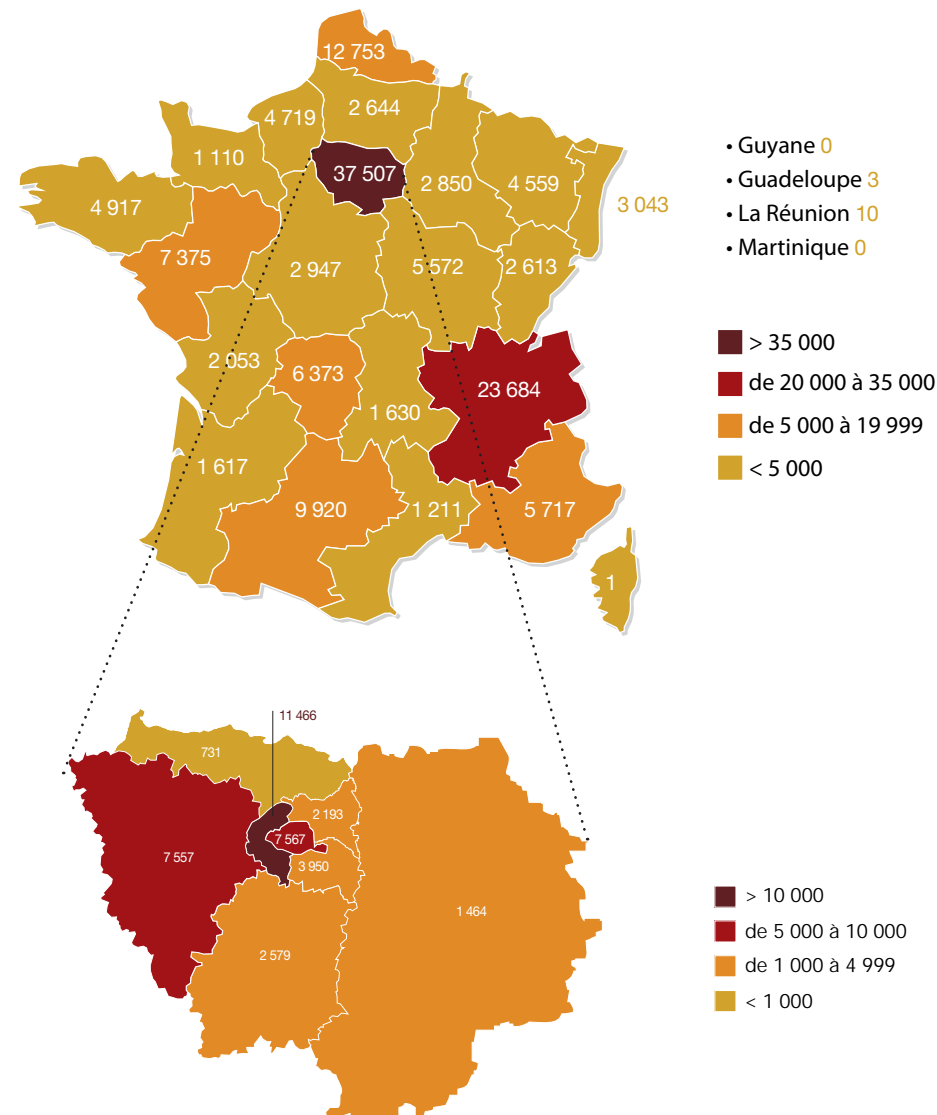 12 753
2 644
4 719
1 110
37 507
2 850
4 559
3 043
4 917
7 375
2 947
5 572
2 613
2 053
6 373
1 630
23 684
1 617
9 920
1 211
5 717
1
• Guyane 0
• Guadeloupe 3
• La Réunion 10
• Martinique 0
> 35 000
de 20 000 à 35 000
de 5 000 à 19 999
< 5 000
11 466
731
2 193
7 567
7 557
3 950
1 464
2 579
> 10 000
de 5 000 à 10 000
de 1 000 à 4 999
< 1 000